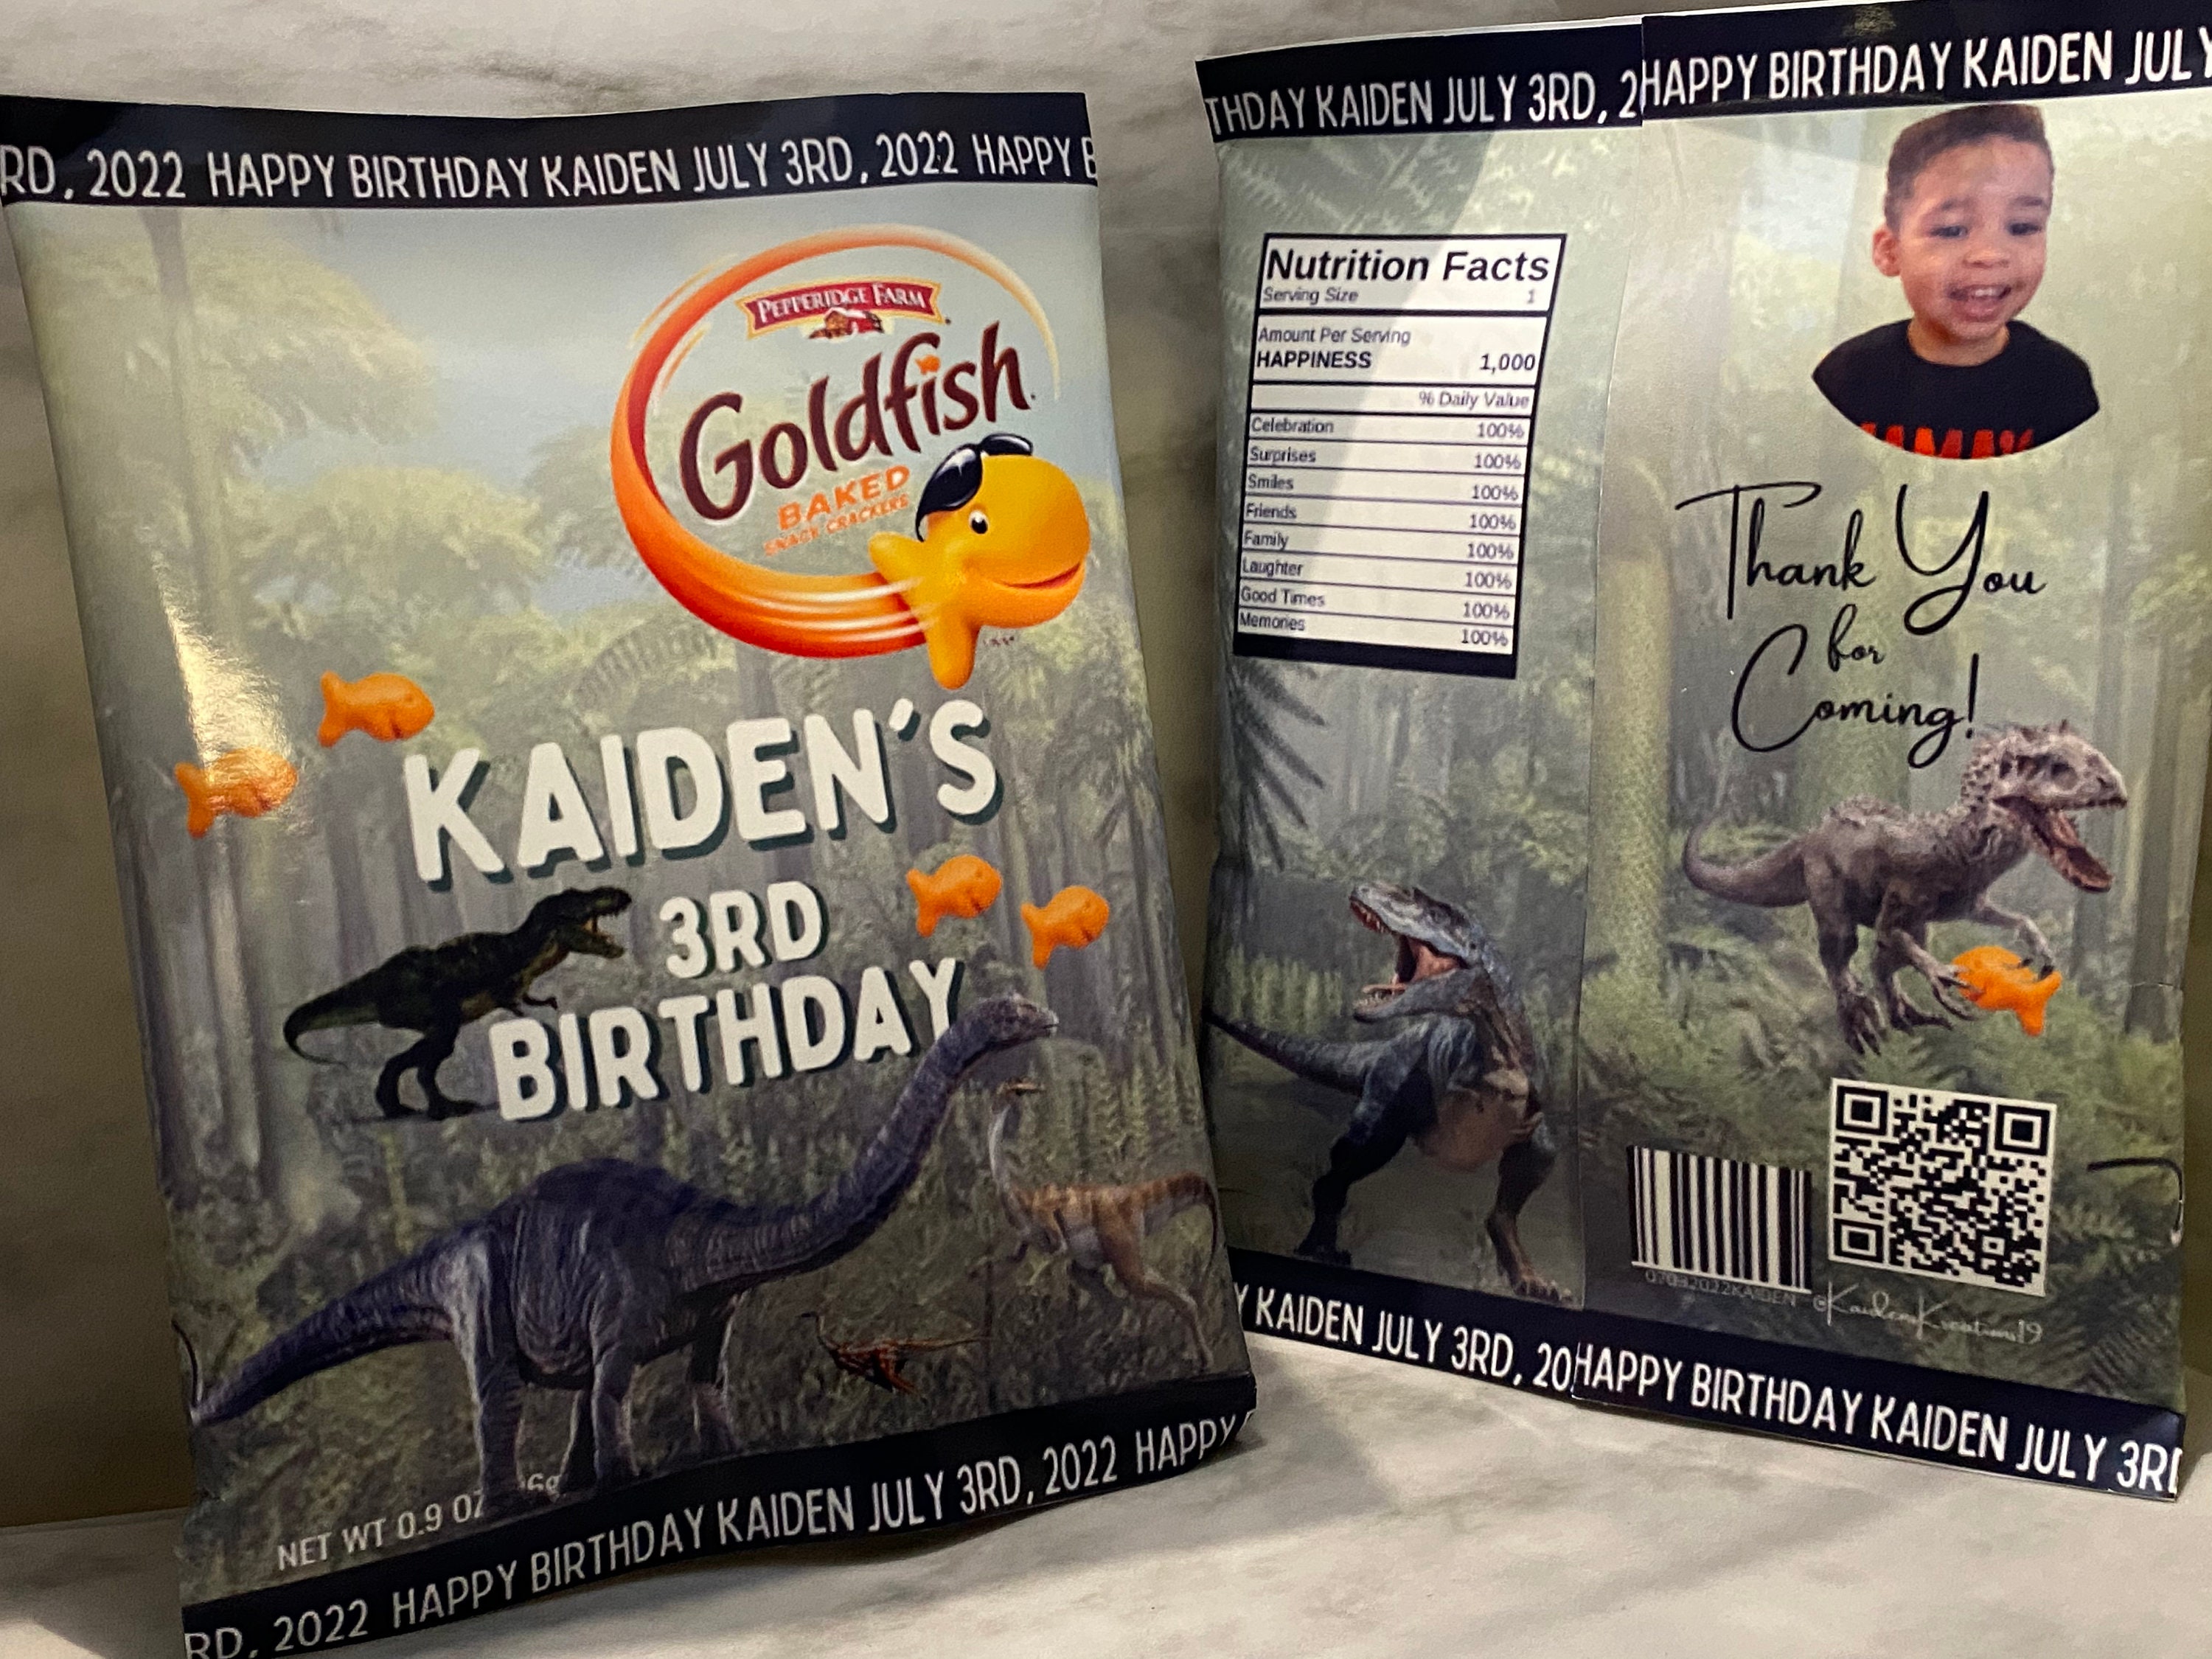 RD, 2022 HAPPY BIRTHDAY KAIDEN JULY 3RD, 2022 HAPPY B
PEPPERIDGE FARM
Goldfish
BAKED
SNACK CRACKERS
KAIDEN'S
3RD
BIRTHDAY
NET WT 0.9 OZ
RD, 2022 HAPPY BIRTHDAY KAIDEN JULY 3RD, 2022 HAPPY
THDAY KAIDEN JULY 3RD, 2
HAPPY BIRTHDAY KAIDEN JULY
Nutrition Facts
Serving Size 1
Amount Per Serving
HAPPINESS 1,000
% Daily Value
Celebration 100%
Surprises 100%
Smiles 100%
Friends 100%
Family 100%
Laughter 100%
Good Times 100%
Memories 100%
Thank You
for
Coming!
07032022KAIDEN
@KaidensKreations19
Y KAIDEN JULY 3RD, 20
HAPPY BIRTHDAY KAIDEN JULY 3RD